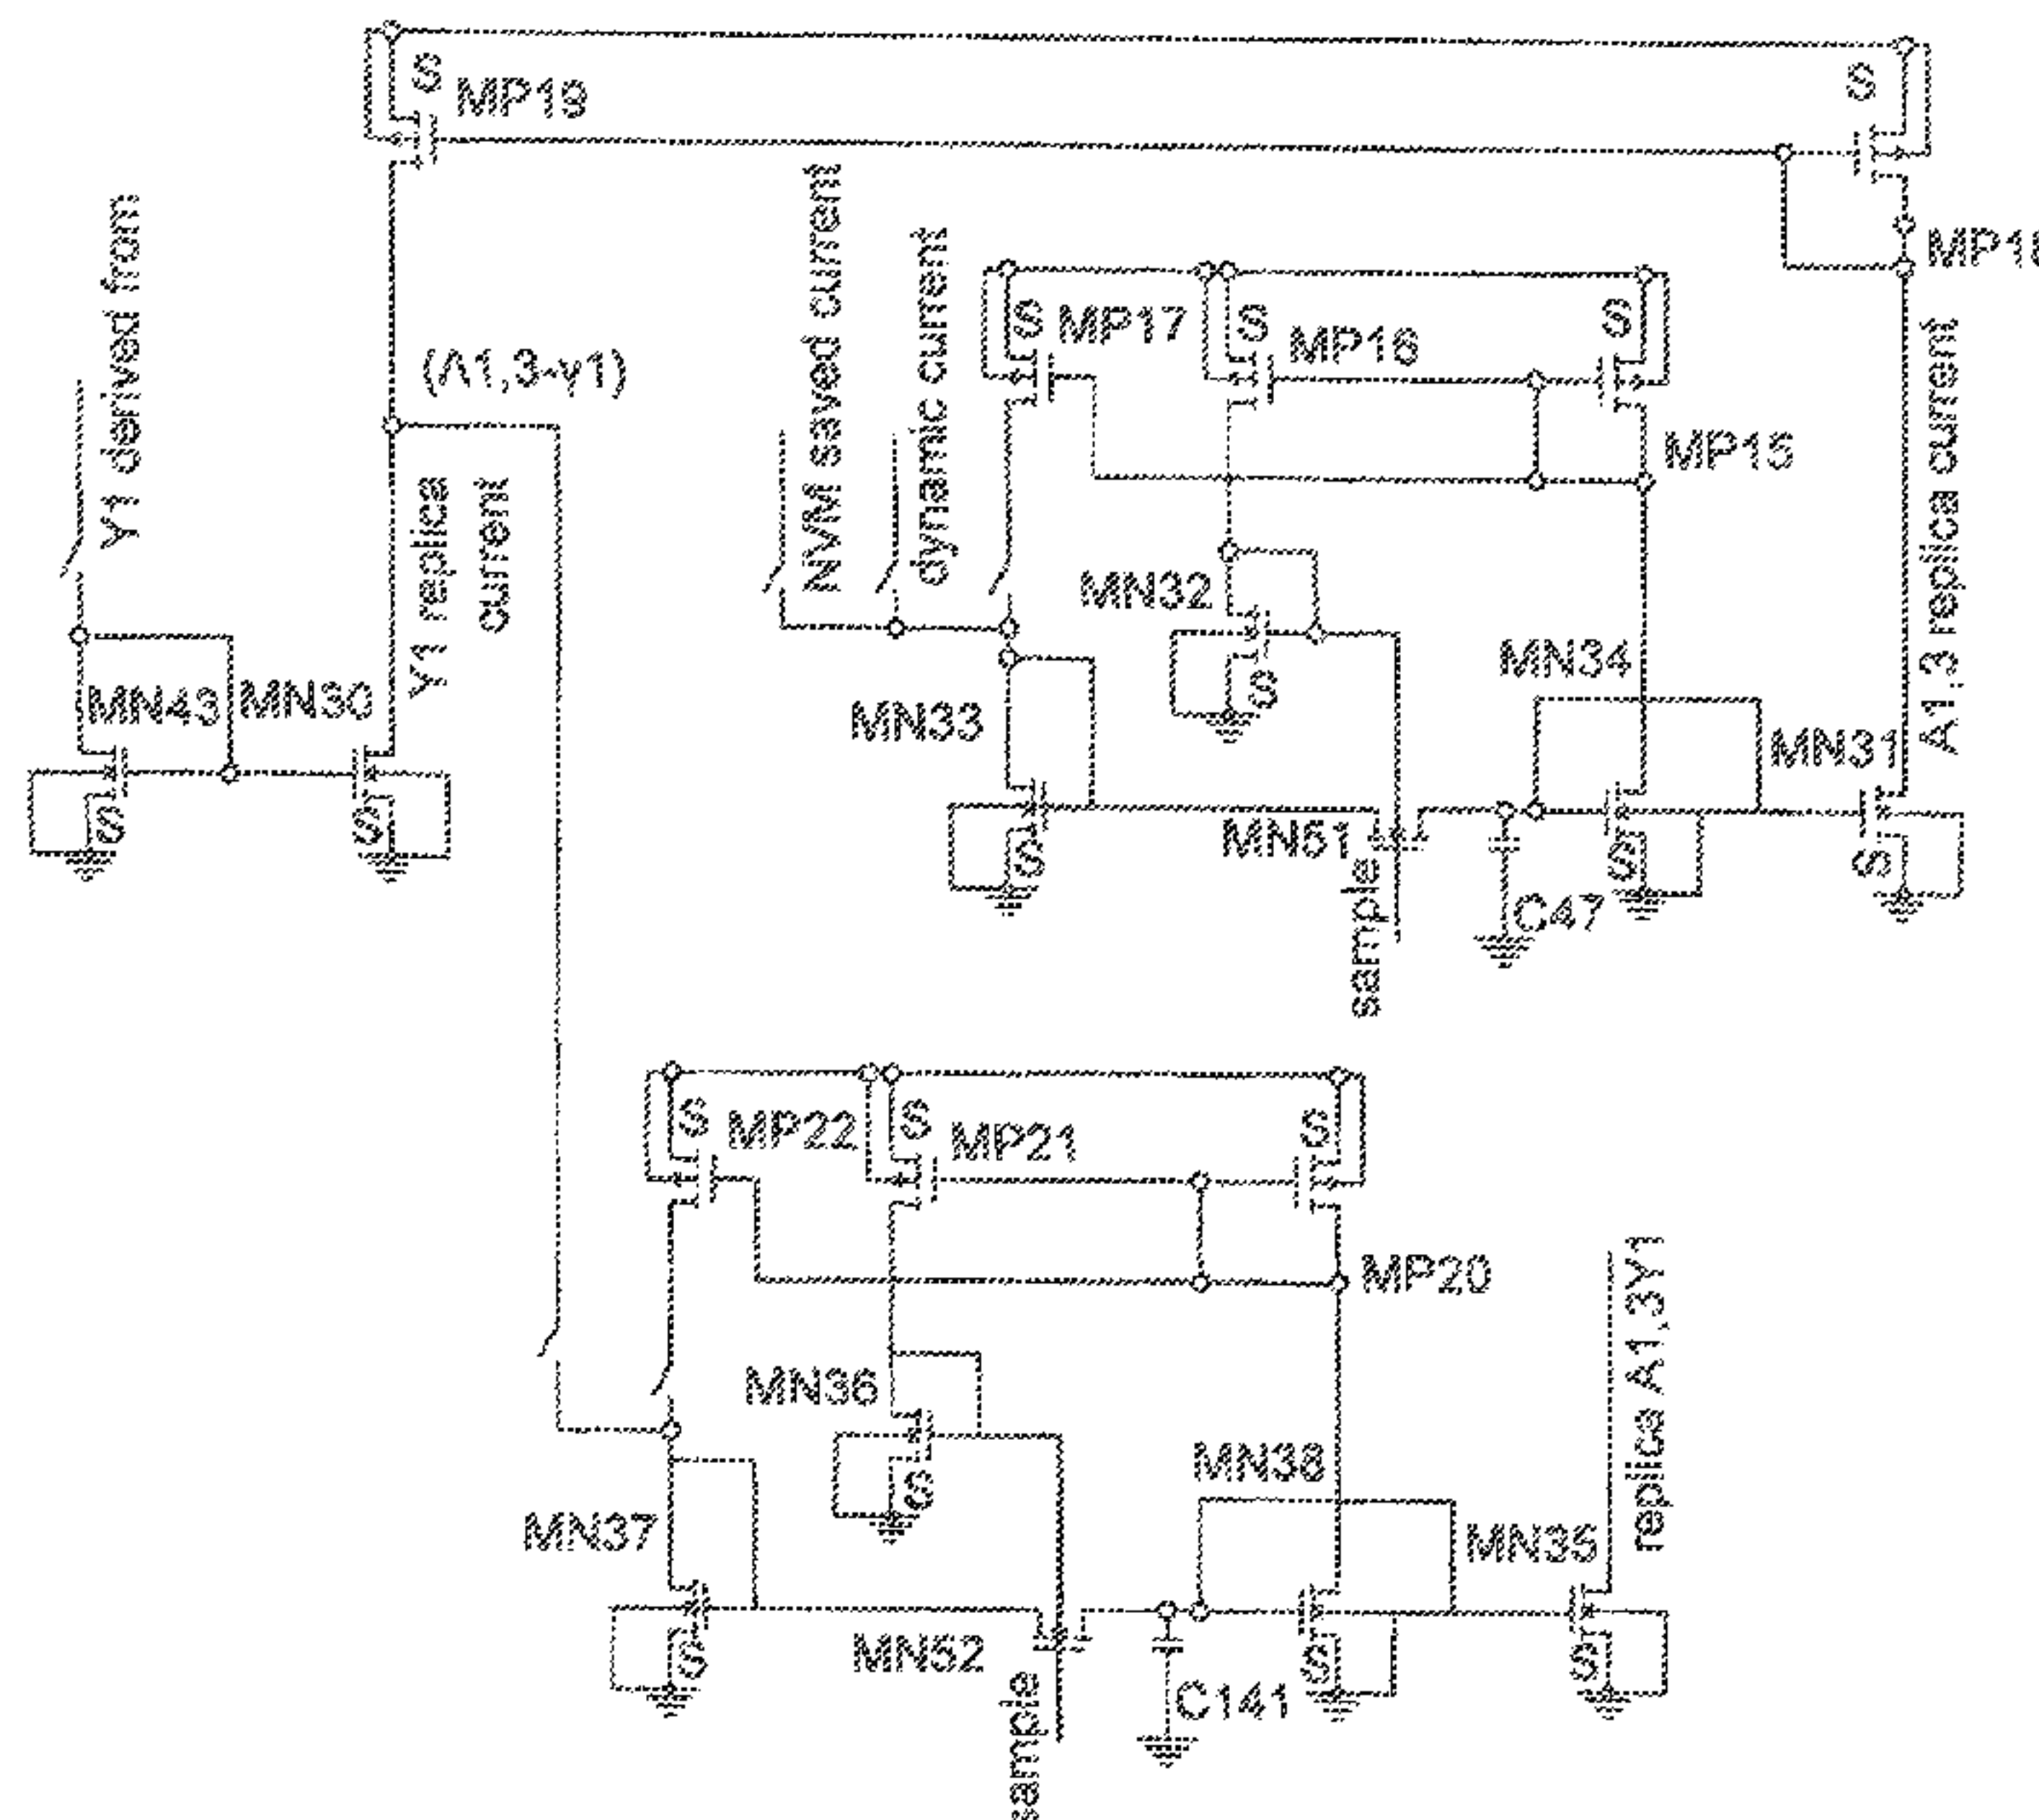 S
MP19
S
MP18
Y1 derived from
NVM saved current
dynamic current
(A1,3-y1)
S
MP17
S
MP16
S
MP15
Y1 replica
current
A1,3 replica current
MN43
MN30
S
S
MN32
S
MN33
S
MN34
MN31
MN51
sample
C47
S
S
S
MP22
S
MP21
S
MP20
MN36
S
MN37
S
MN38
MN35
replica A1,3Y1
MN52
sample
C141
S
S